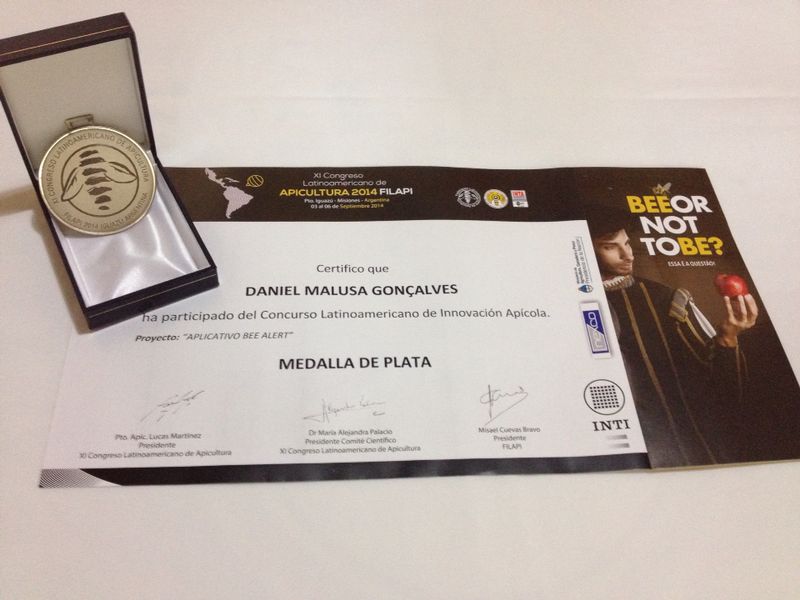 XI CONGRESO LATINOAMERICANO DE APICULTURA
FILAPI 2014 IGUAZU ARGENTINA
XI Congreso
Latinoamericano de
APICULTURA 2014 FILAPI
Pto. Iguazú - Misiones - Argentina
03 al 06 de Septiembre 2014
Certifico que
DANIEL MALUSA GONÇALVES
ha participado del Concurso Latinoamericano de Innovación Apícola.
Proyecto: "APLICATIVO BEE ALERT"
MEDALLA DE PLATA
Pto. Apic. Lucas Martinez
Presidente
XI Congreso Latinoamericano de Apicultura
Dr María Alejandra Palacio
Presidente Comité Científico
XI Congreso Latinoamericano de Apicultura
Misael Cuevas Bravo
Presidente
FILAPI
INTI
BEE OR
NOT
TO BE?
ESSA É A QUESTÃO!